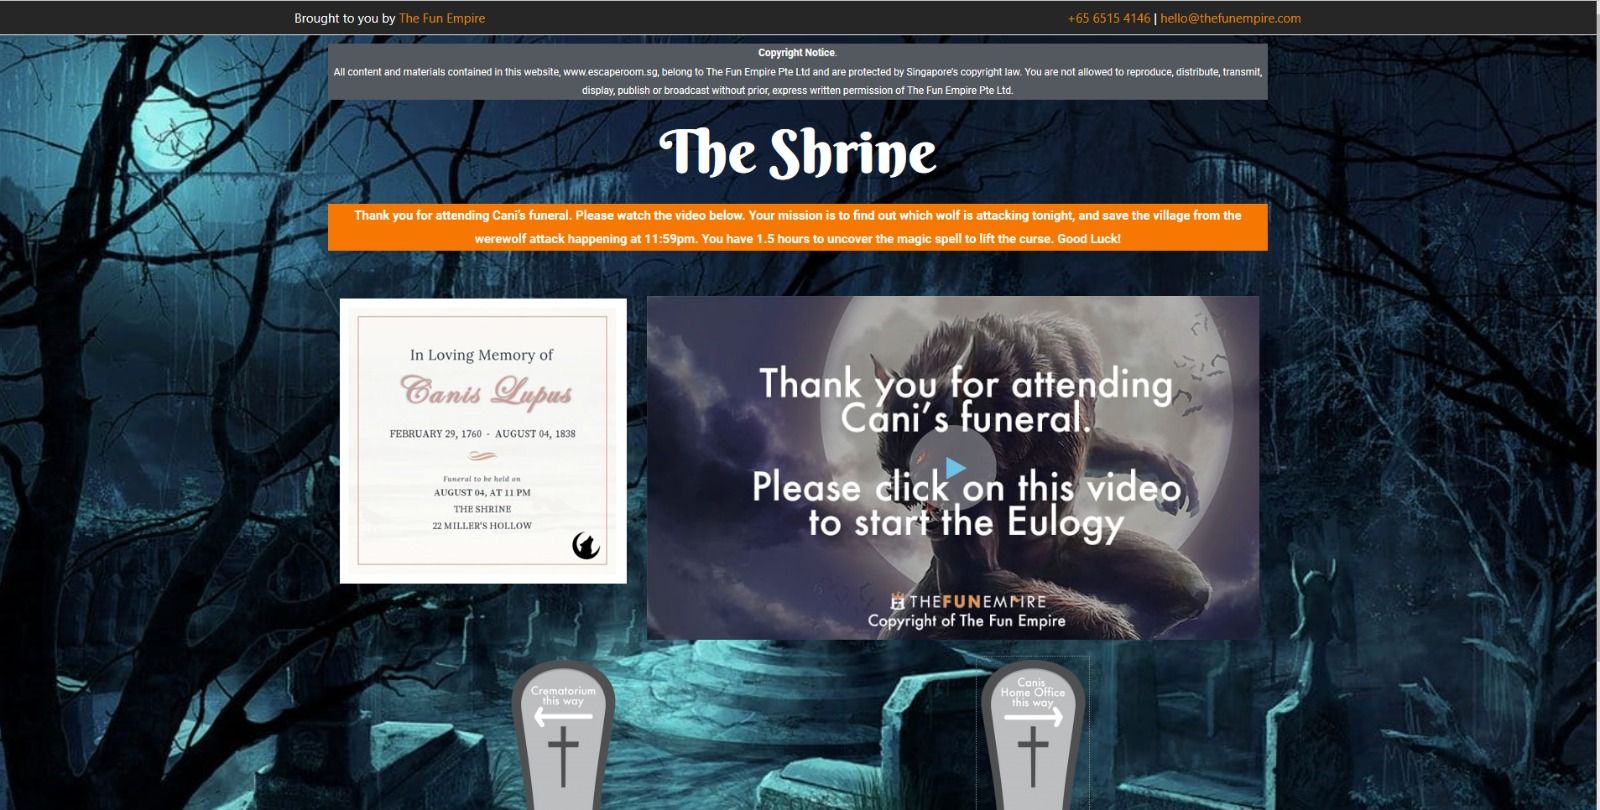 Brought to you by The Fun Empire
+65 6515 4146 | hello@thefunempire.com
Copyright Notice.
All content and materials contained in this website, www.escaperoom.sg, belong to The Fun Empire Pte Ltd and are protected by Singapore's copyright law. You are not allowed to reproduce, distribute, transmit,
display, publish or broadcast without prior, express written permission of The Fun Empire Pte Ltd.
The Shrine
Thank you for attending Cani's funeral. Please watch the video below. Your mission is to find out which wolf is attacking tonight, and save the village from the
werewolf attack happening at 11:59pm. You have 1.5 hours to uncover the magic spell to lift the curse. Good Luck!
In Loving Memory of
Canis Lupus
FEBRUARY 29, 1760 - AUGUST 04, 1838
Funeral to be held on
AUGUST 04, AT 11 PM
THE SHRINE
22 MILLER'S HOLLOW
Thank you for attending
Cani's funeral.
Please click on this video
to start the Eulogy
THEFUNEMPIRE
Copyright of The Fun Empire
Crematorium
this way
Canis
Home Office
this way